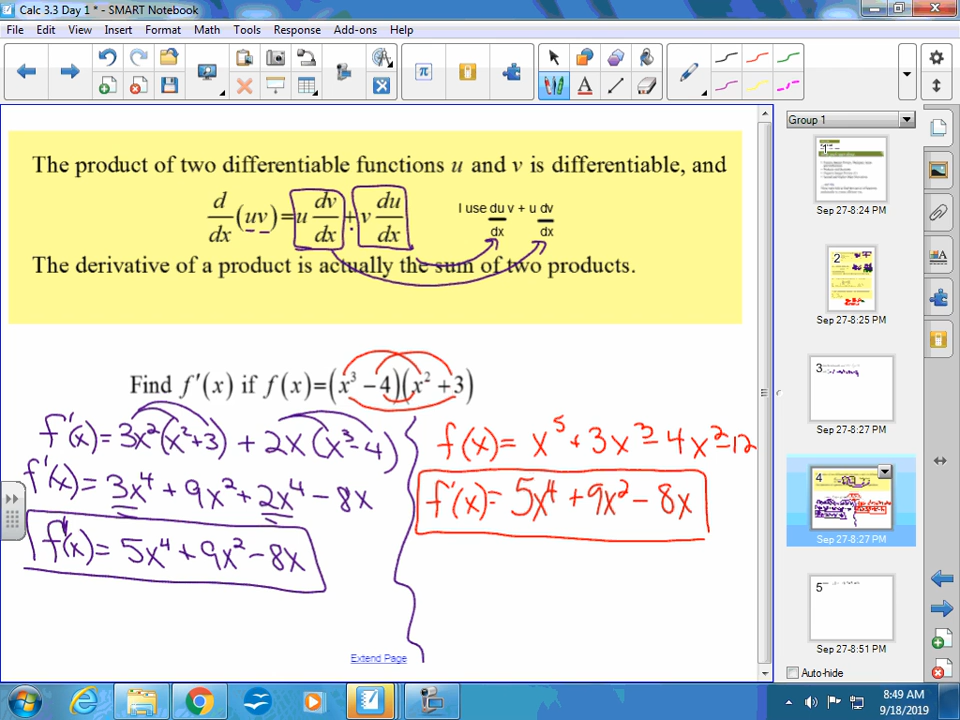 Calc 3.3 Day 1 * - SMART Notebook
File Edit View Insert Format Math Tools Response Add-ons Help
Group 1
The product of two differentiable functions u and v is differentiable, and
d/dx (uv) = u dv/dx + v du/dx
I use du/dx v + u dv/dx
The derivative of a product is actually the sum of two products.
Find f'(x) if f(x)=(x³ −4)(x² +3)
f'(x)= 3x²(x²+3) + 2x(x³−4)
f'(x)= 3x⁴ + 9x² + 2x⁴ − 8x
f'(x)= 5x⁴ + 9x² − 8x
f(x)= x⁵ + 3x³ − 4x² − 12
f'(x)= 5x⁴ + 9x² − 8x
Extend Page
1
Sep 27-8:24 PM
2
Sep 27-8:25 PM
3
Sep 27-8:27 PM
4
Sep 27-8:27 PM
5
Sep 27-8:51 PM
Auto-hide
8:49 AM
9/18/2019